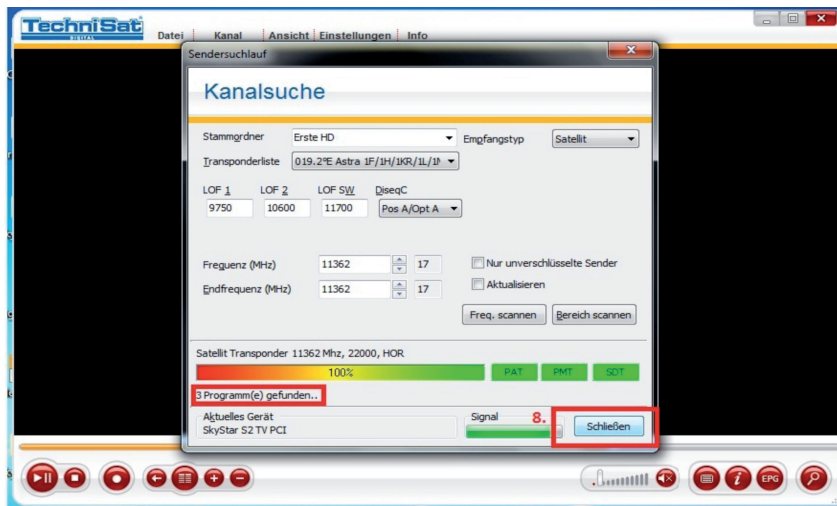 TechniSat
DIGITAL
Datei Kanal Ansicht Einstellungen Info
Sendersuchlauf
Kanalsuche
Stammordner Erste HD Empfangstyp Satellit
Transponderliste 019.2ºE Astra 1F/1H/1KR/1L/1M
LOF 1 LOF 2 LOF SW DiseqC
9750 10600 11700 Pos A/Opt A
Frequenz (MHz) 11362 17 Nur unverschlüsselte Sender
Endfrequenz (MHz) 11362 17 Aktualisieren
Freq. scannen Bereich scannen
Satellit Transponder 11362 Mhz, 22000, HOR
100% PAT PMT SDT
3 Programm(e) gefunden..
Aktuelles Gerät Signal 8. Schließen
SkyStar S2 TV PCI
EPG